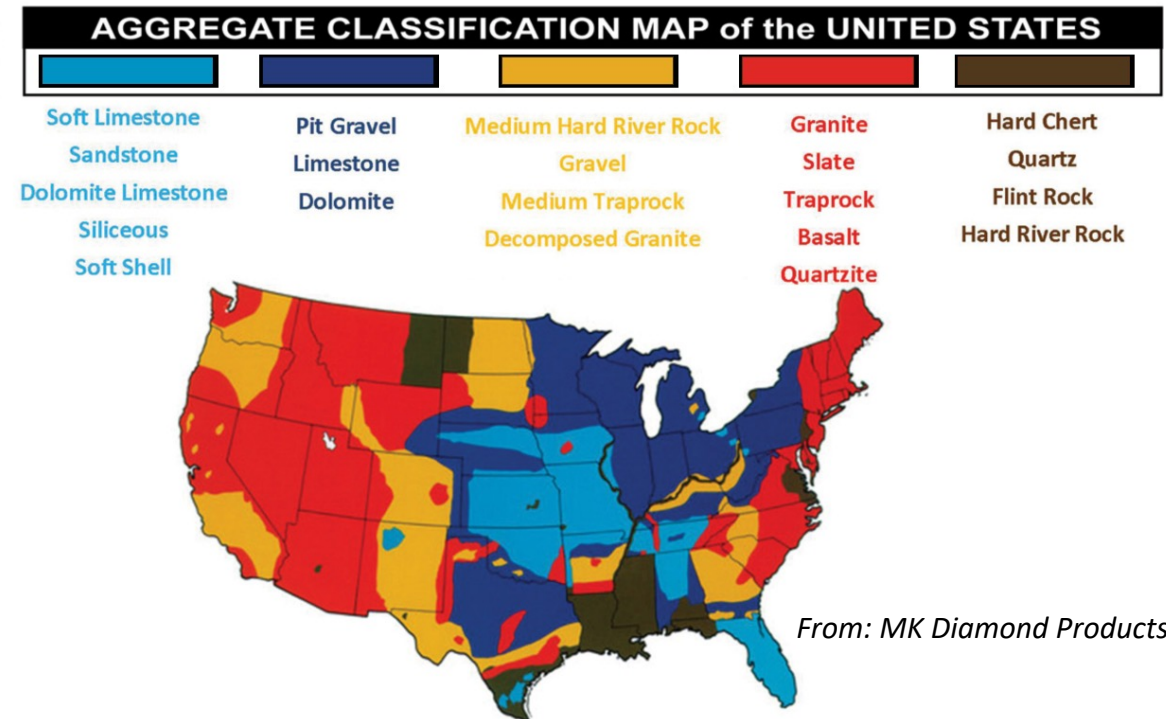 AGGREGATE CLASSIFICATION MAP of the UNITED STATES
Soft Limestone
Sandstone
Dolomite Limestone
Siliceous
Soft Shell
Pit Gravel
Limestone
Dolomite
Medium Hard River Rock
Gravel
Medium Traprock
Decomposed Granite
Granite
Slate
Traprock
Basalt
Quartzite
Hard Chert
Quartz
Flint Rock
Hard River Rock
From: MK Diamond Products